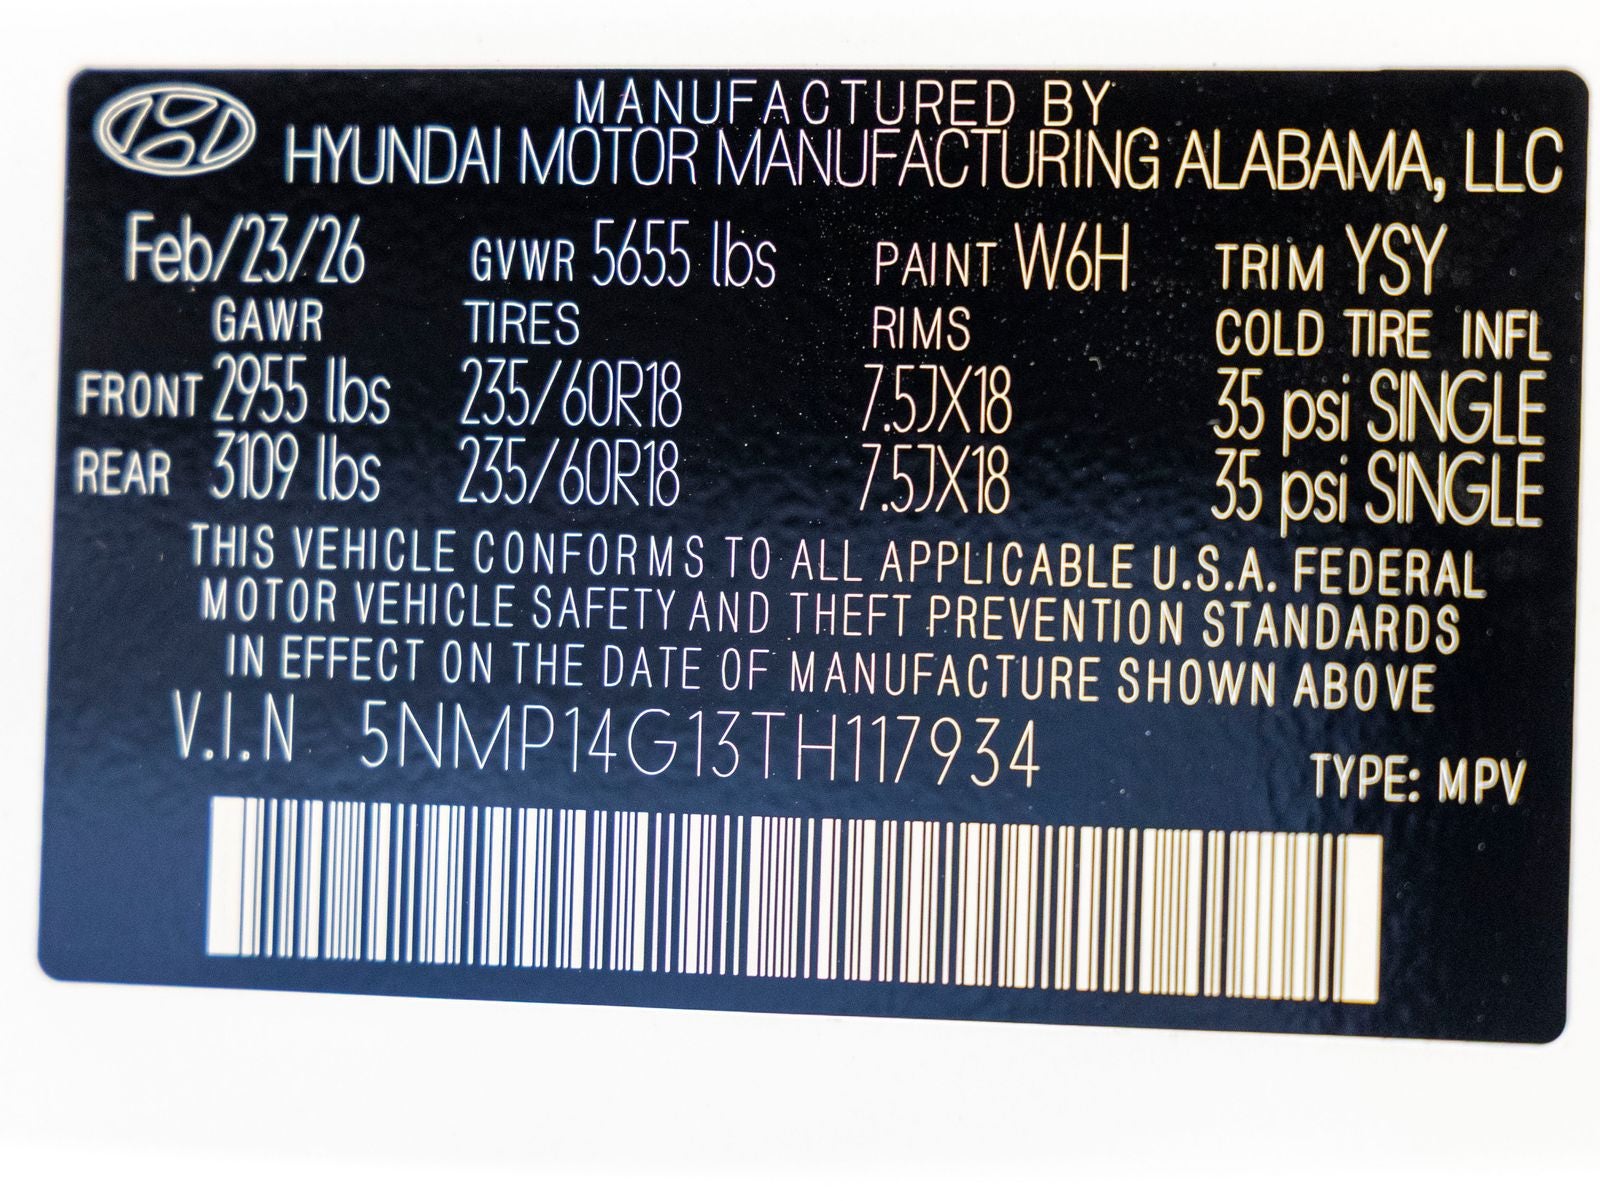 MANUFACTURED BY
HYUNDAI MOTOR MANUFACTURING ALABAMA, LLC
Feb/23/26 GVWR 5655 lbs PAINT W6H TRIM YSY
GAWR TIRES RIMS COLD TIRE INFL
FRONT 2955 lbs 235/60R18 7.5JX18 35 psi SINGLE
REAR 3109 lbs 235/60R18 7.5JX18 35 psi SINGLE
THIS VEHICLE CONFORMS TO ALL APPLICABLE U.S.A. FEDERAL
MOTOR VEHICLE SAFETY AND THEFT PREVENTION STANDARDS
IN EFFECT ON THE DATE OF MANUFACTURE SHOWN ABOVE
V.I.N 5NMP14G13TH117934
TYPE: MPV